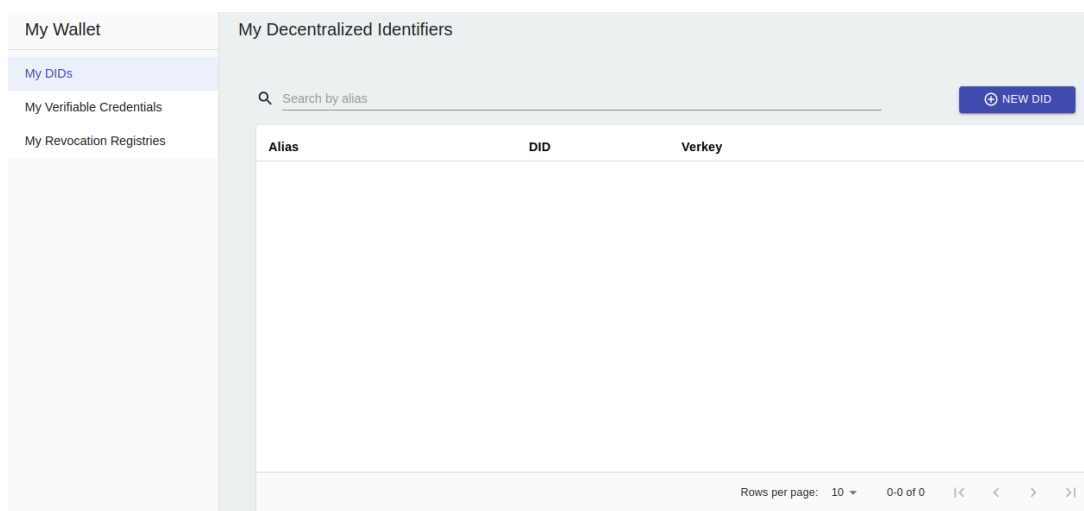 My Wallet
My DIDs
My Verifiable Credentials
My Revocation Registries
My Decentralized Identifiers
Search by alias
NEW DID
Alias DID Verkey
Rows per page: 10 0-0 of 0